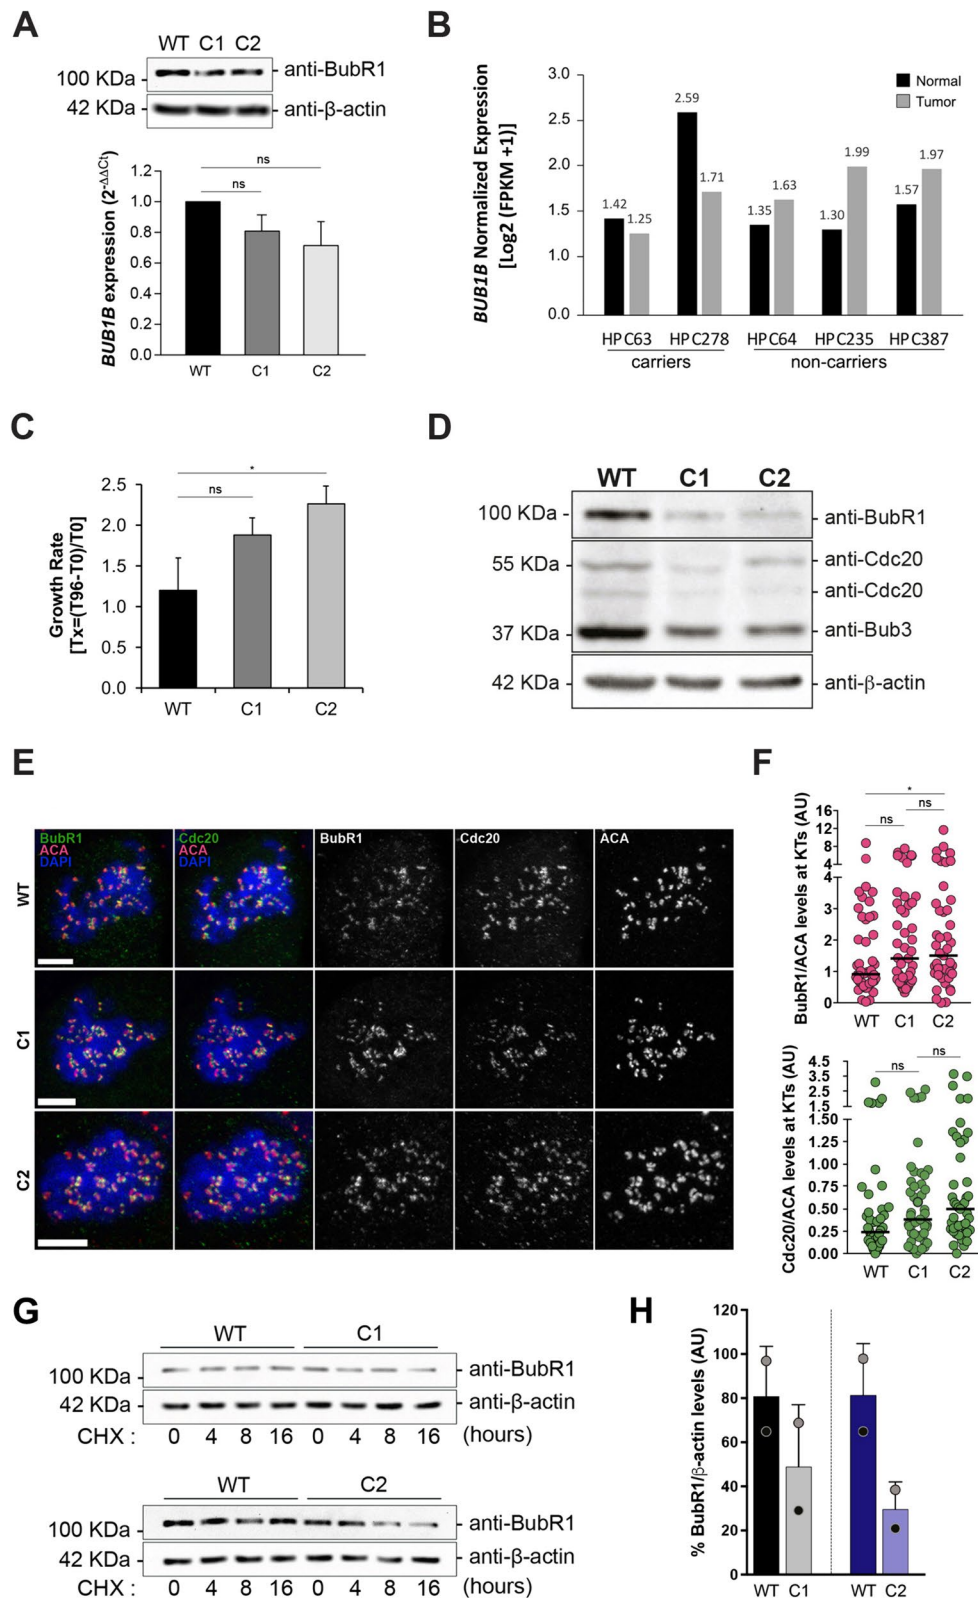 A
WT C1 C2
100 KDa
anti-BubR1
42 KDa
anti-β-actin
BUB1B expression (2^-ΔΔCt)
1.2
1.0
0.8
0.6
0.4
0.2
0.0
ns
ns
WT C1 C2
B
BUB1B Normalized Expression
[Log2 (FPKM +1)]
3.0
2.5
2.0
1.5
1.0
0.0
Normal
Tumor
1.42
1.25
2.59
1.71
1.35
1.63
1.30
1.99
1.57
1.97
HPC63 HPC278 HPC64 HPC235 HPC387
carriers non-carriers
C
Growth Rate
[Tx=(T96-T0)/T0]
2.5
2.0
1.5
1.0
0.5
0.0
*
ns
WT C1 C2
D
WT C1 C2
100 KDa
anti-BubR1
55 KDa
anti-Cdc20
anti-Cdc20
37 KDa
anti-Bub3
42 KDa
anti-β-actin
E
BubR1
ACA
DAPI
Cdc20
ACA
DAPI
BubR1
Cdc20
ACA
WT
C1
C2
F
BubR1/ACA levels at KTs (AU)
16
12
8
4
4
3
2
1
0
*
ns
ns
WT C1 C2
Cdc20/ACA levels at KTs (AU)
4.5
3.5
2.5
1.5
1.50
1.25
1.00
0.75
0.50
0.25
0.00
ns
ns
WT C1 C2
G
WT C1
100 KDa
anti-BubR1
42 KDa
anti-β-actin
CHX : 0 4 8 16 0 4 8 16 (hours)
WT C2
100 KDa
anti-BubR1
42 KDa
anti-β-actin
CHX : 0 4 8 16 0 4 8 16 (hours)
H
% BubR1/β-actin levels (AU)
120
100
80
60
40
20
0
WT C1 WT C2